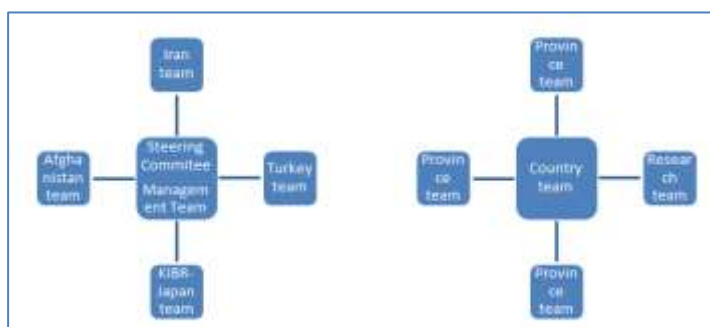 Iran
team
Afgha
nistan
team
Steering
Commitee
Managem
ent Team
Turkey
team
KIBR-
Japan
team
Provin
ce
team
Provin
ce
team
Country
team
Resear
ch team
Provin
ce
team